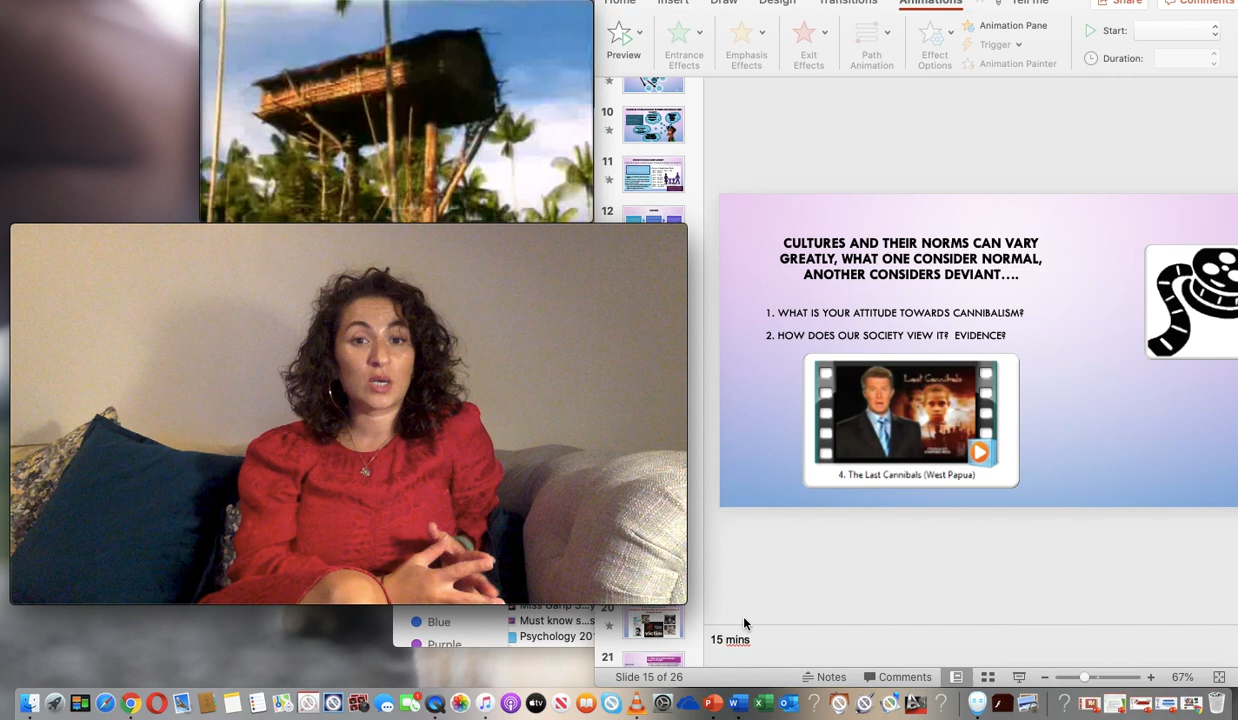 Home Insert Draw Design Transitions Animations Tell me Share Comments
Preview
Entrance
Effects
Emphasis
Effects
Exit
Effects
Path
Animation
Effect
Options
Animation Pane
Trigger
Animation Painter
Start:
Duration:
10
11
12
CULTURES AND THEIR NORMS CAN VARY
GREATLY, WHAT ONE CONSIDER NORMAL,
ANOTHER CONSIDERS DEVIANT....
1. WHAT IS YOUR ATTITUDE TOWARDS CANNIBALISM?
2. HOW DOES OUR SOCIETY VIEW IT? EVIDENCE?
Last Cannibals
4. The Last Cannibals (West Papua)
Blue
Purple
Must know s...s
Psychology 20
20
21
15 mins
Slide 15 of 26
Notes
Comments
67%